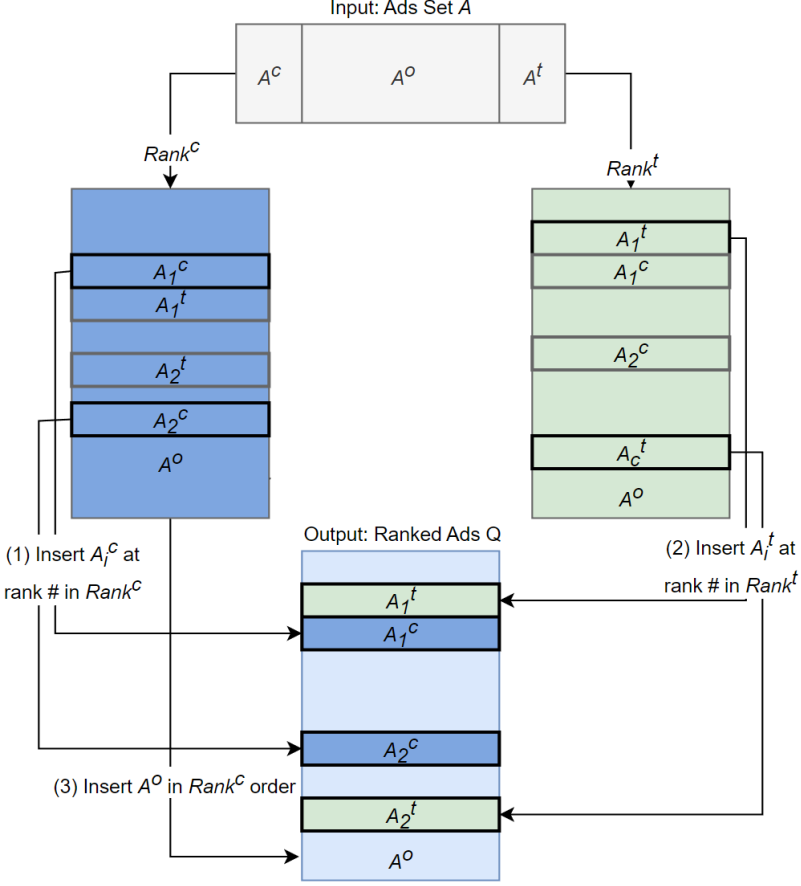 Input: Ads Set A
A^c A^o A^t
Rank^c
Rank^t
A_1^c
A_1^t
A_2^t
A_2^c
A^o
A_1^t
A_1^c
A_2^c
A_c^t
A^o
(1) Insert A_i^c at
rank # in Rank^c
Output: Ranked Ads Q
(2) Insert A_i^t at
rank # in Rank^t
A_1^t
A_1^c
A_2^c
(3) Insert A^o in Rank^c order
A_2^t
A^o